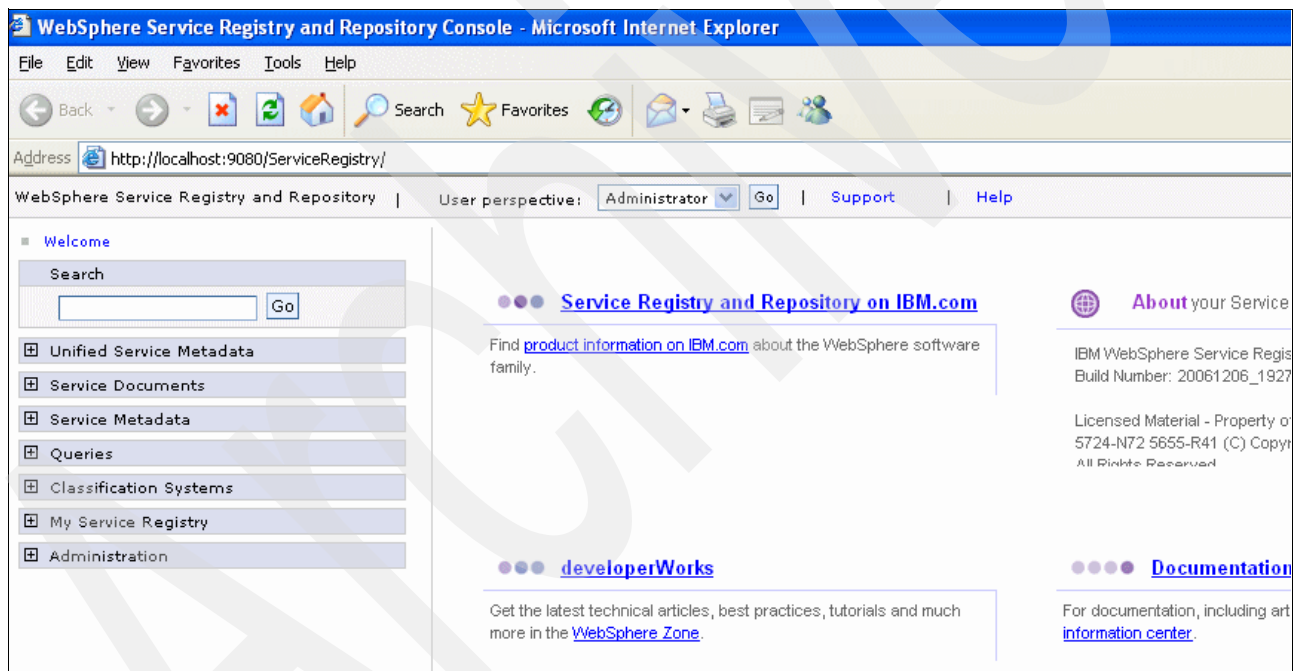 WebSphere Service Registry and Repository Console - Microsoft Internet Explorer
File Edit View Favorites Tools Help
Back Search Favorites
Address http://localhost:9080/ServiceRegistry/
WebSphere Service Registry and Repository | User perspective: Administrator Go | Support | Help
Welcome
Search
Go
Unified Service Metadata
Service Documents
Service Metadata
Queries
Classification Systems
My Service Registry
Administration
Service Registry and Repository on IBM.com
Find product information on IBM.com about the WebSphere software
family.
About your Service
IBM WebSphere Service Regis
Build Number: 20061206_1927
Licensed Material - Property o
5724-N72 5655-R41 (C) Copyr
All Rights Reserved
developerWorks
Get the latest technical articles, best practices, tutorials and much
more in the WebSphere Zone.
Documentation
For documentation, including art
information center.